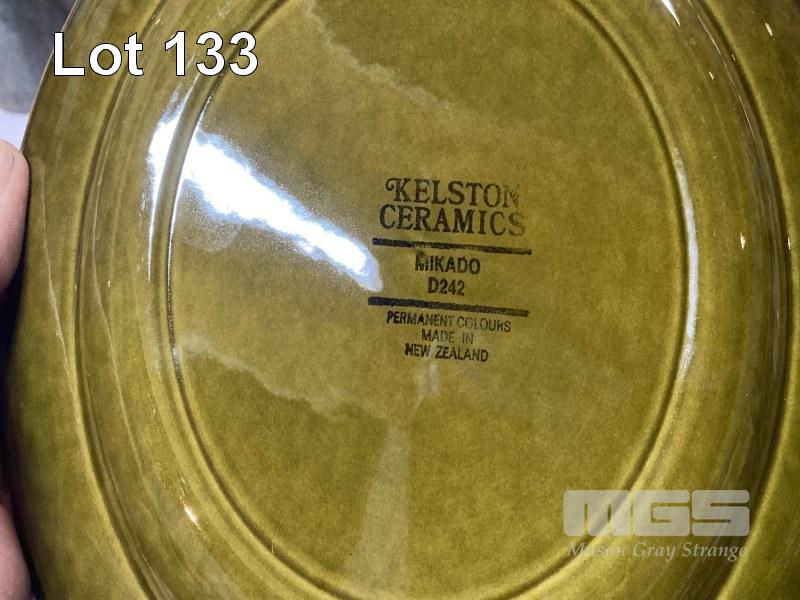 Lot 133
KELSTON
CERAMICS
MIKADO
D242
PERMANENT COLOURS
MADE IN
NEW ZEALAND
MGS
Mason Gray Strange